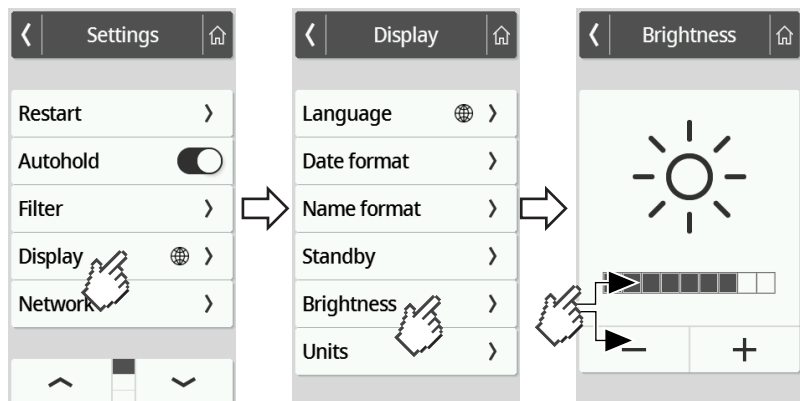 Settings
Restart
Autohold
Filter
Display
Network
Display
Language
Date format
Name format
Standby
Brightness
Units
Brightness